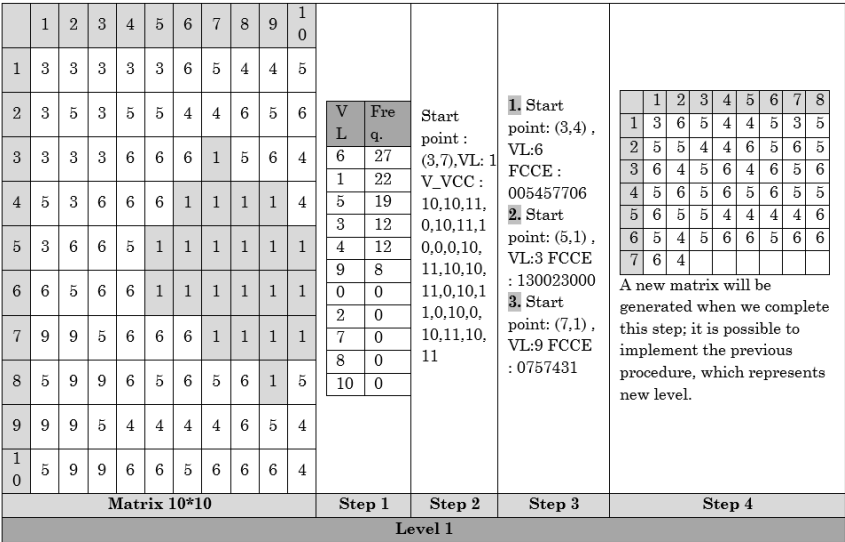 1 2 3 4 5 6 7 8 9 10
1 3 3 3 3 3 6 5 4 4 5
2 3 5 3 5 5 4 4 6 5 6
3 3 3 3 6 6 6 1 5 6 4
4 5 3 6 6 6 1 1 1 1 4
5 3 6 6 5 1 1 1 1 1 1
6 6 5 6 6 1 1 1 1 1 1
7 9 9 5 6 6 6 1 1 1 1
8 5 9 9 6 5 6 5 6 1 5
9 9 9 5 4 4 4 4 6 5 4
10 5 9 9 6 6 5 6 6 6 4
Matrix 10*10
V L Fre q.
6 27
1 22
5 19
3 12
4 12
9 8
0 0
2 0
7 0
8 0
10 0
Step 1
Start
point :
(3,7),VL: 1
V_VCC :
10,10,11,
0,10,11,1
0,0,0,10,
11,10,10,
11,0,10,1
1,0,10,0,
10,11,10,
11
Step 2
1. Start
point: (3,4) ,
VL:6
FCCE :
005457706
2. Start
point: (5,1) ,
VL:3 FCCE
: 130023000
3. Start
point: (7,1) ,
VL:9 FCCE
: 0757431
Step 3
1 2 3 4 5 6 7 8
1 3 6 5 4 4 5 3 5
2 5 5 4 4 6 5 6 5
3 6 4 5 6 4 6 5 6
4 5 6 5 6 5 6 5 5
5 6 5 5 4 4 4 4 6
6 5 4 5 6 6 5 6 6
7 6 4
A new matrix will be
generated when we complete
this step; it is possible to
implement the previous
procedure, which represents
new level.
Step 4
Level 1